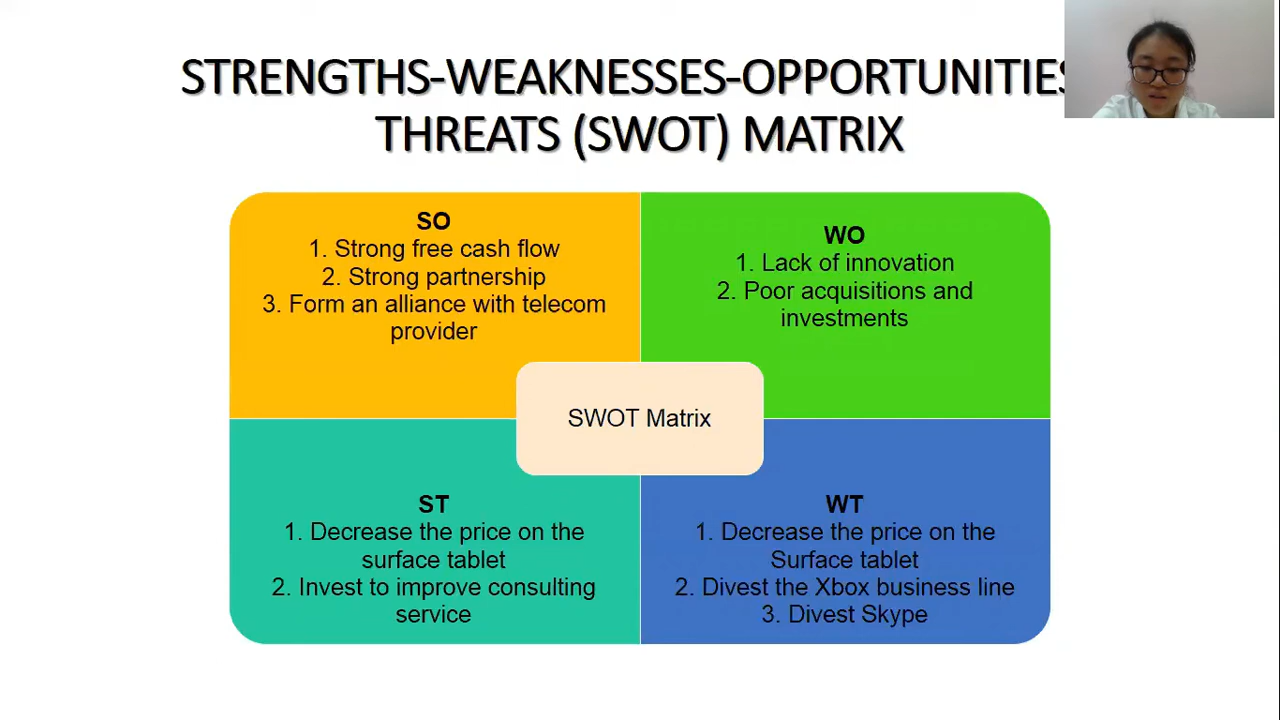 STRENGTHS-WEAKNESSES-OPPORTUNITIES
THREATS (SWOT) MATRIX
SO
1. Strong free cash flow
2. Strong partnership
3. Form an alliance with telecom
provider
WO
1. Lack of innovation
2. Poor acquisitions and
investments
SWOT Matrix
ST
1. Decrease the price on the
surface tablet
2. Invest to improve consulting
service
WT
1. Decrease the price on the
Surface tablet
2. Divest the Xbox business line
3. Divest Skype